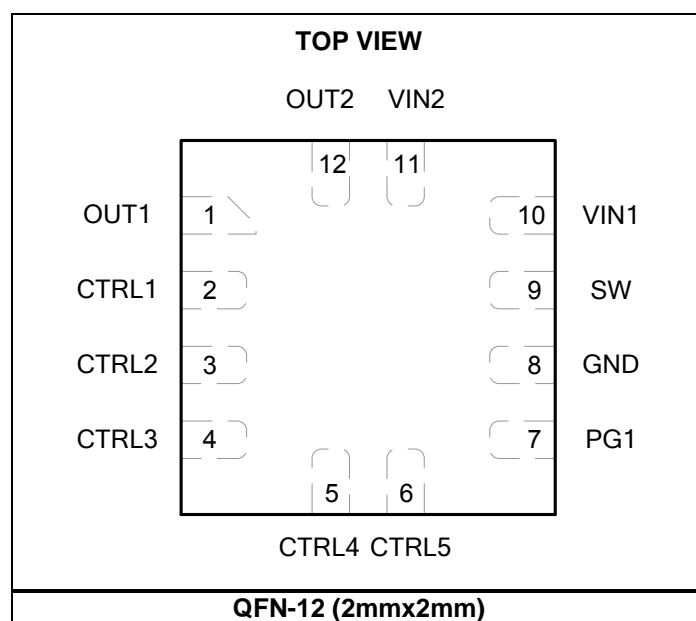 TOP VIEW
OUT2 VIN2
12 11
OUT1 1 10 VIN1
CTRL1 2 9 SW
CTRL2 3 8 GND
CTRL3 4 7 PG1
5 6
CTRL4 CTRL5
QFN-12 (2mmx2mm)